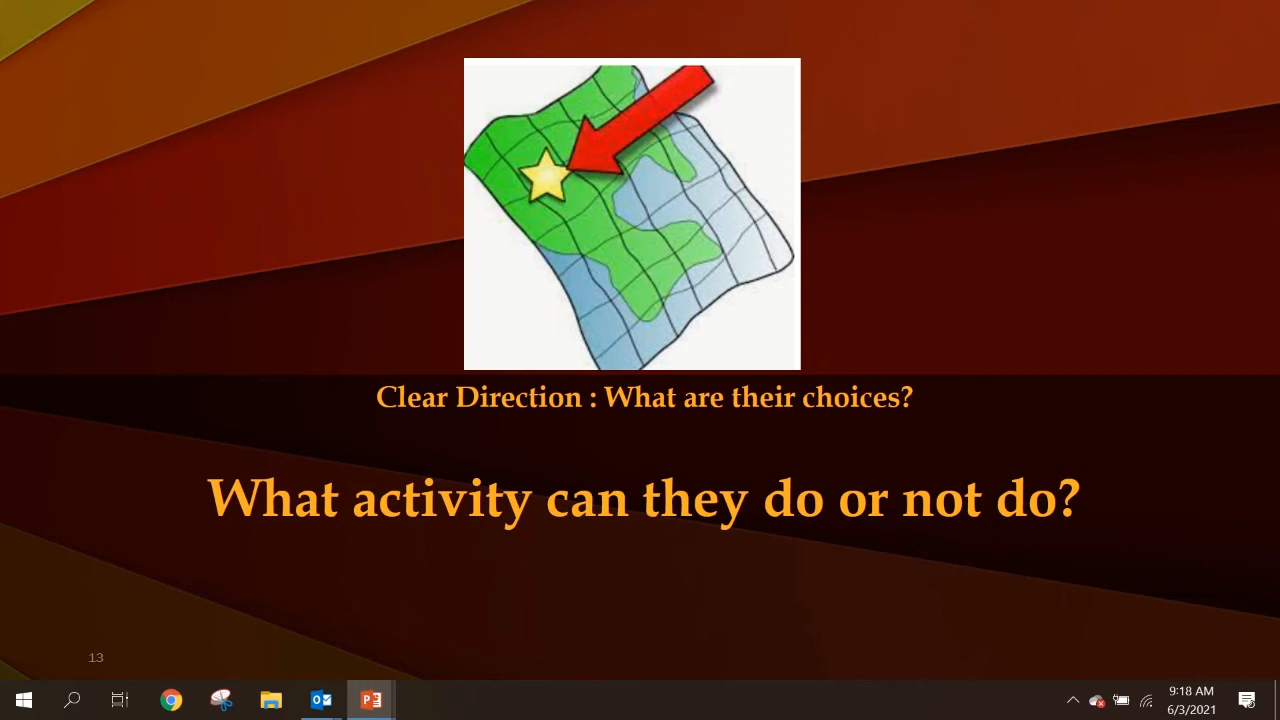 Clear Direction : What are their choices?
What activity can they do or not do?
13
9:18 AM
6/3/2021